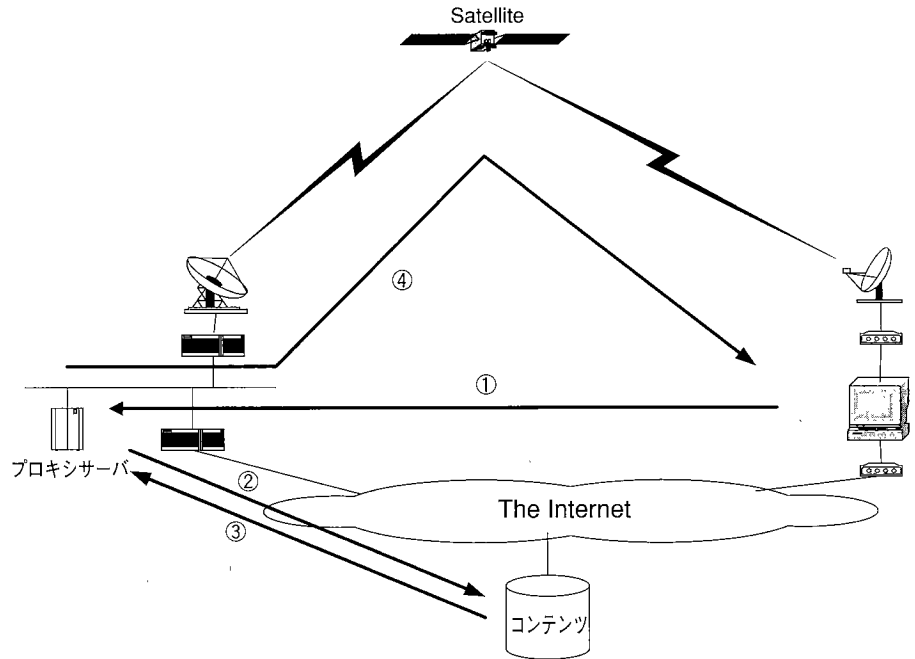 Satellite
④
①
プロキシサーバ
②
The Internet
③
コンテンツ